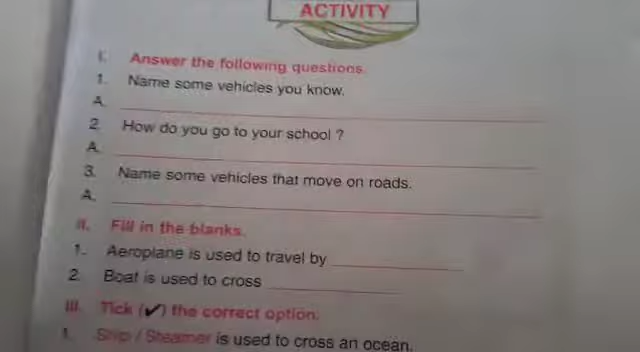 ACTIVITY
I. Answer the following questions.
1. Name some vehicles you know.
A.
2. How do you go to your school ?
A.
3. Name some vehicles that move on roads.
A.
II. Fill in the blanks.
1. Aeroplane is used to travel by
2. Boat is used to cross
III. Tick (✔) the correct option.
1. Ship / Steamer is used to cross an ocean.